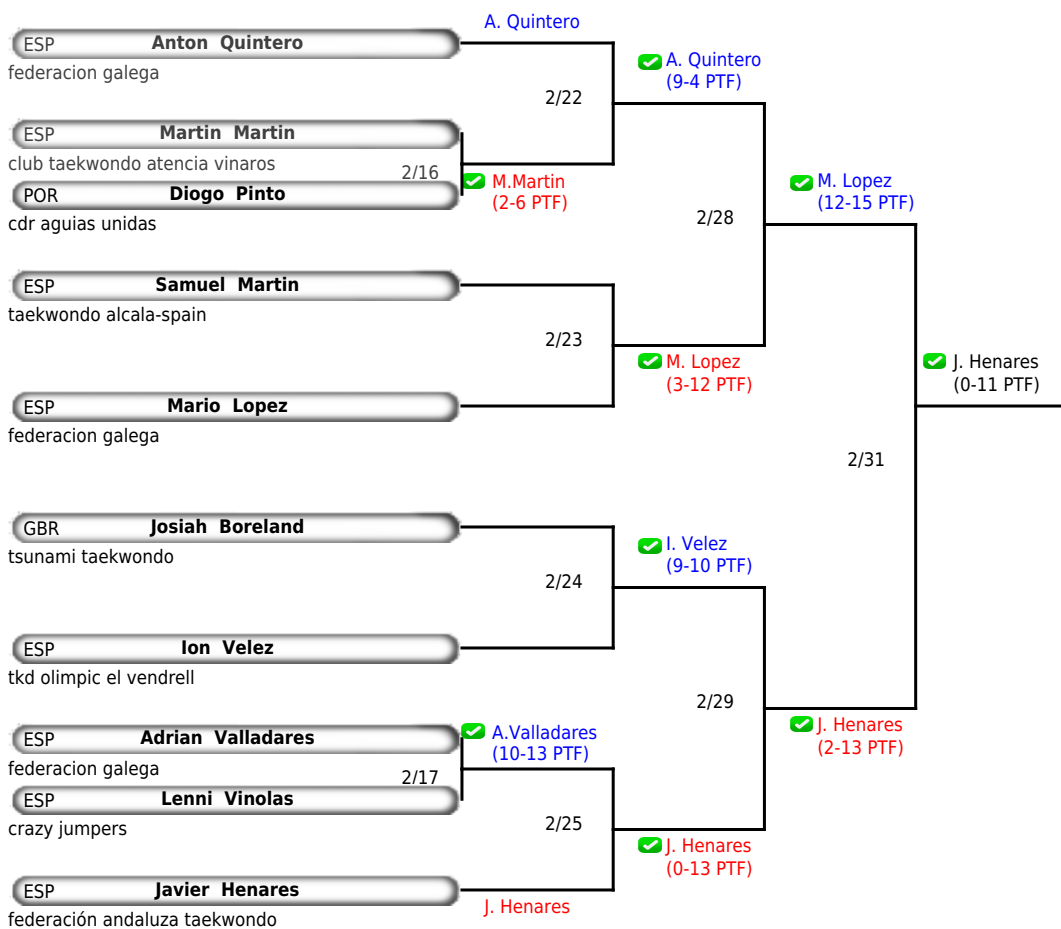 A. Quintero
ESP Anton Quintero
federacion galega
A. Quintero
(9-4 PTF)
2/22
ESP Martin Martin
club taekwondo atencia vinaros
2/16
M.Martin
(2-6 PTF)
POR Diogo Pinto
cdr aguias unidas
M. Lopez
(12-15 PTF)
2/28
ESP Samuel Martin
taekwondo alcala-spain
2/23
M. Lopez
(3-12 PTF)
J. Henares
(0-11 PTF)
ESP Mario Lopez
federacion galega
2/31
GBR Josiah Boreland
tsunami taekwondo
I. Velez
(9-10 PTF)
2/24
ESP Ion Velez
tkd olimpic el vendrell
2/29
ESP Adrian Valladares
federacion galega
A.Valladares
(10-13 PTF)
J. Henares
(2-13 PTF)
2/17
ESP Lenni Vinolas
crazy jumpers
2/25
J. Henares
(0-13 PTF)
ESP Javier Henares
federación andaluza taekwondo
J. Henares